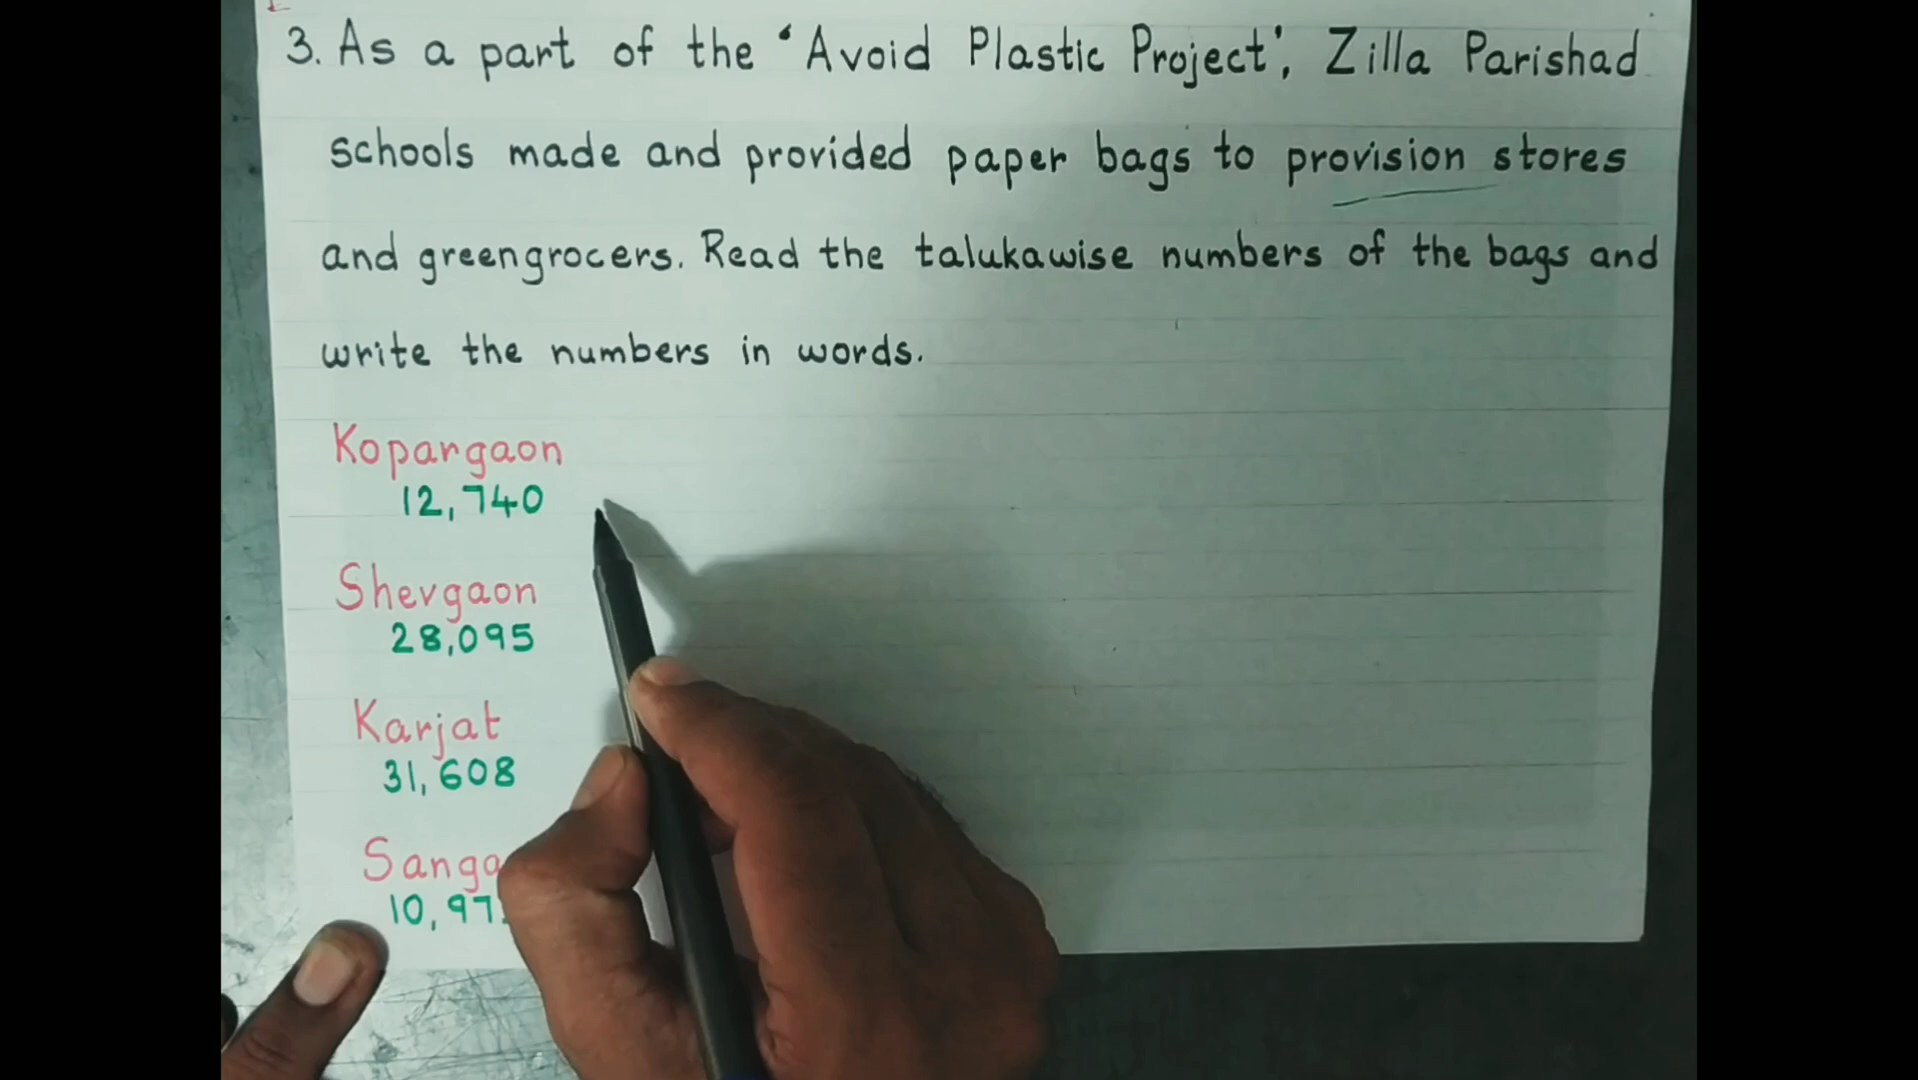 3. As a part of the 'Avoid Plastic Project', Zilla Parishad
schools made and provided paper bags to provision stores
and greengrocers. Read the talukawise numbers of the bags and
write the numbers in words.
Kopargaon
12,740
Shevgaon
28,095
Karjat
31,608